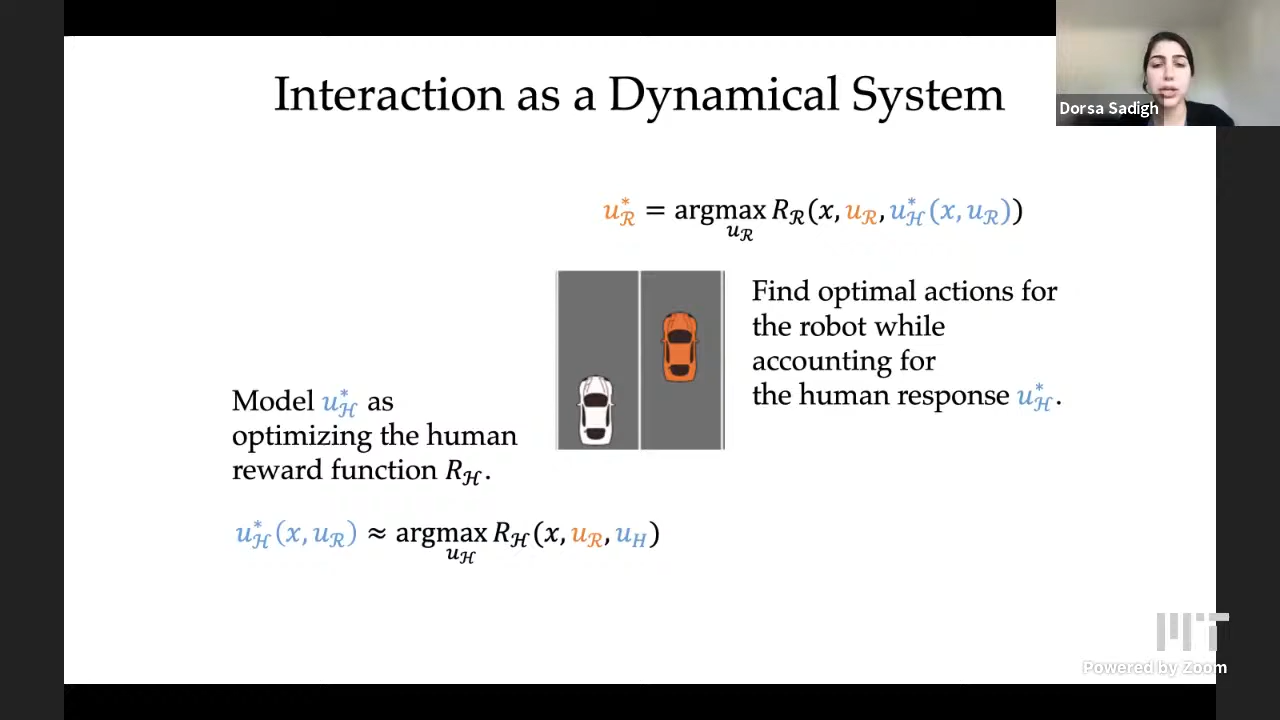 Interaction as a Dynamical System
Dorsa Sadigh
u*_ℛ = argmax R_ℛ(x, u_ℛ, u*_ℋ(x, u_ℛ))
u_ℛ
Find optimal actions for
the robot while
accounting for
the human response u*_ℋ.
Model u*_ℋ as
optimizing the human
reward function R_ℋ.
u*_ℋ(x, u_ℛ) ≈ argmax R_ℋ(x, u_ℛ, u_H)
u_ℋ
MIT
Powered by Zoom